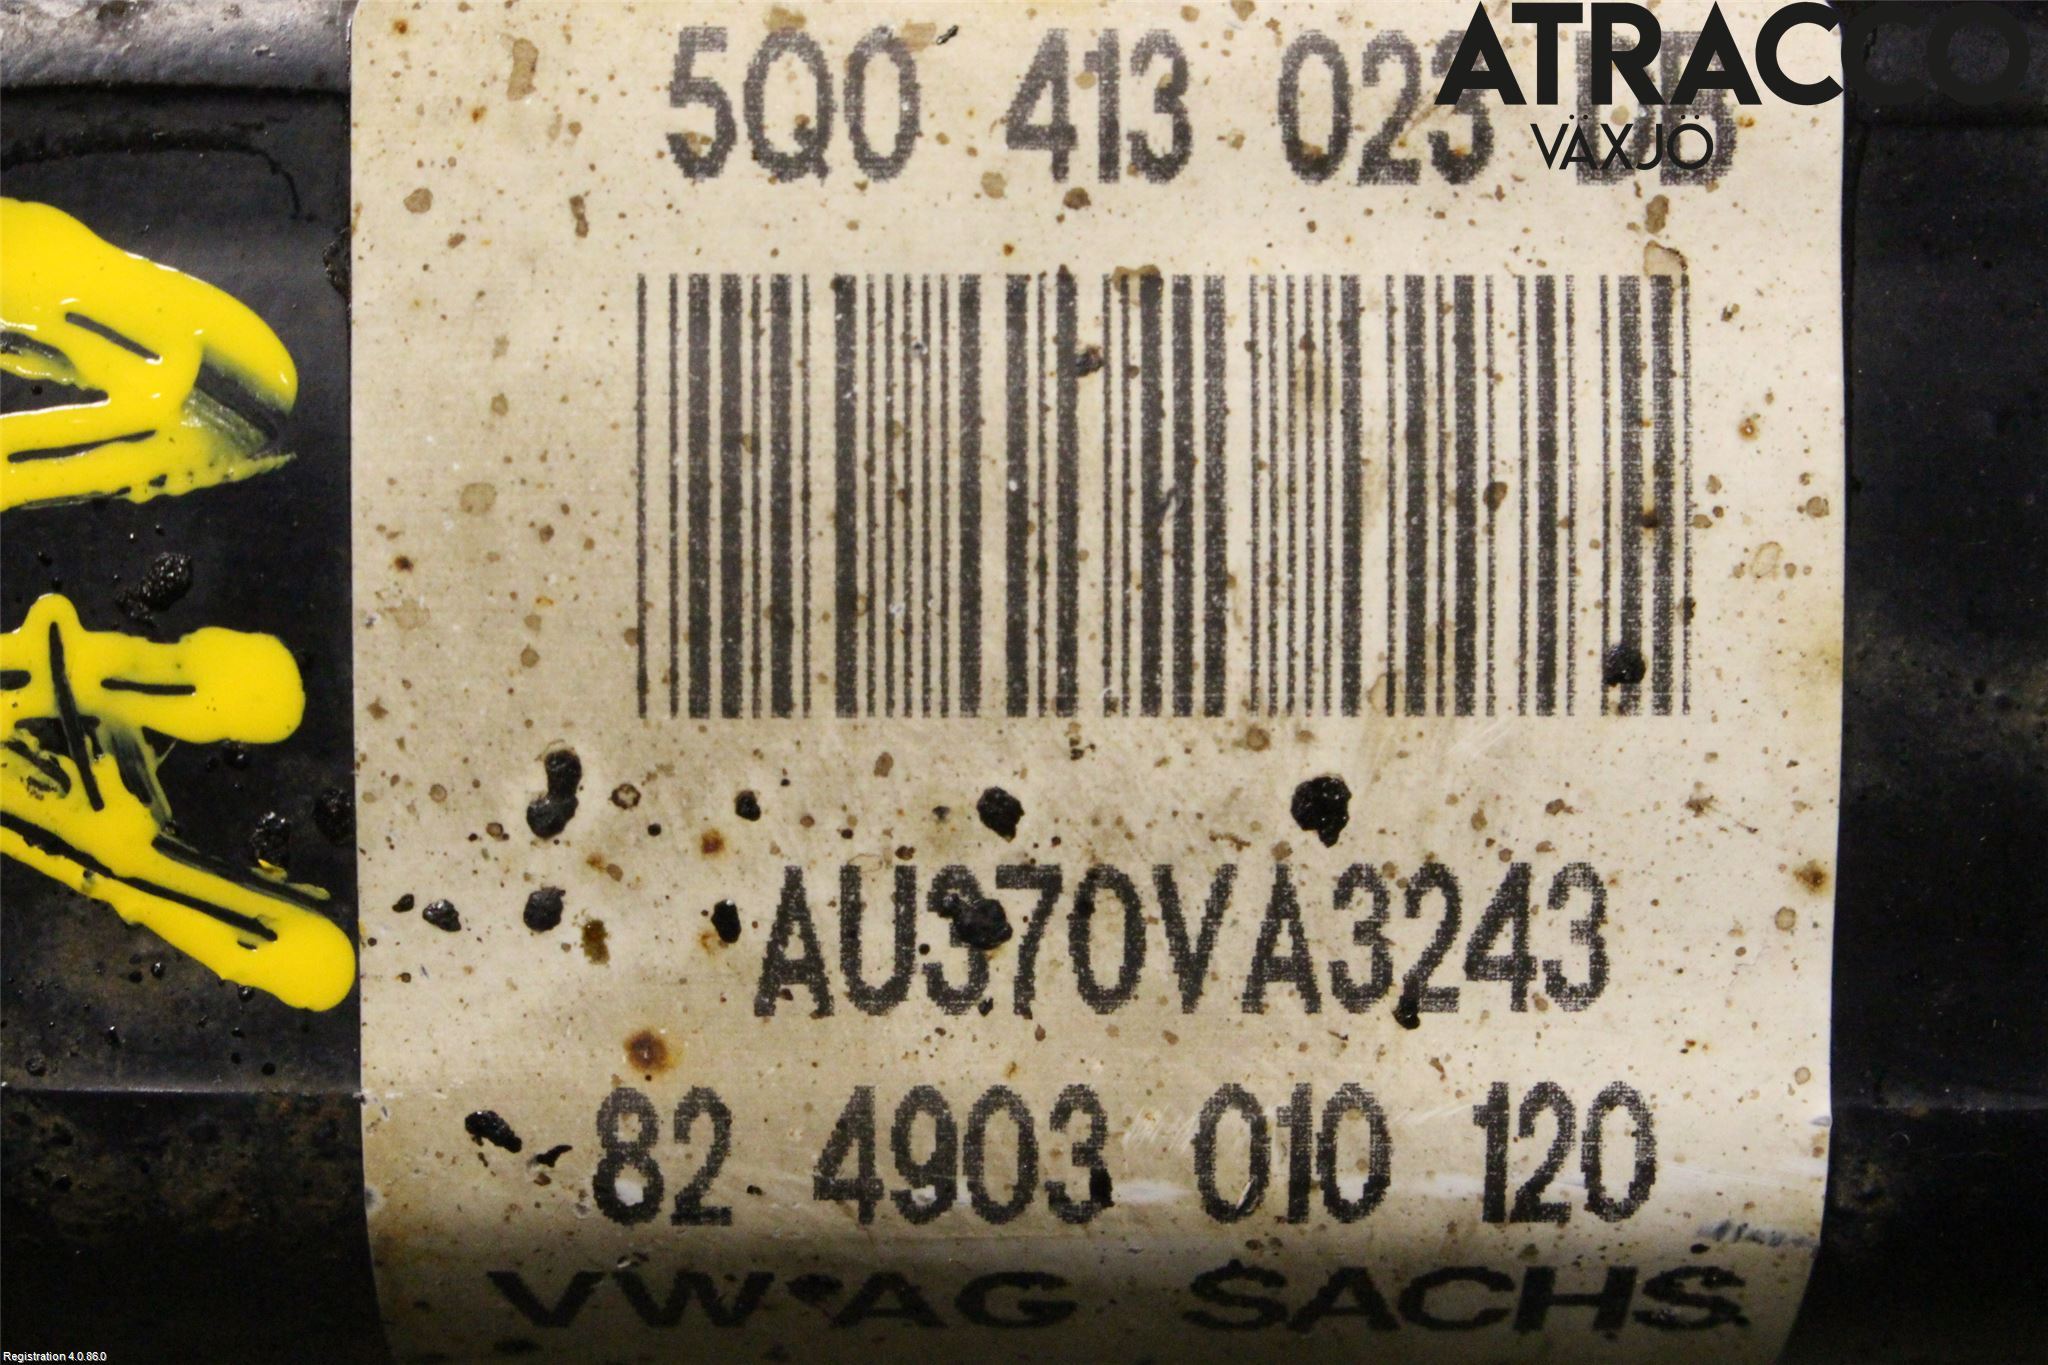 ATRACCO
VÄXJÖ
5Q0 413 023
AU370VA3243
82 4903 010 120
VW AG SACHS
Registration 4.0.86.0